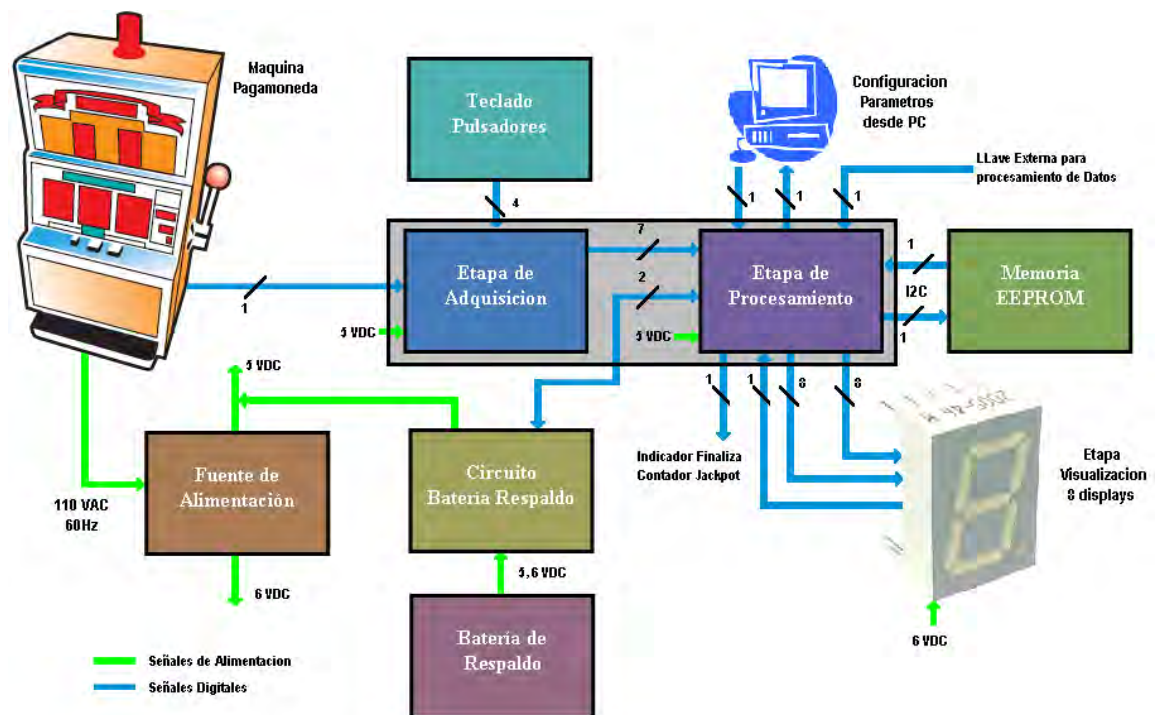 Maquina
Pagamoneda
Teclado
Pulsadores
Configuracion
Parametros
desde PC
LLave Externa para
procesamiento de Datos
4
1
1
1
7
2
1
Etapa de
Adquisicion
Etapa de
Procesamiento
Memoria
EEPROM
I2C
1
1
5 VDC
5 VDC
5 VDC
1
1
8
8
Indicador Finaliza
Contador Jackpot
Etapa
Visualizacion
8 displays
Fuente de
Alimentación
Circuito
Bateria Respaldo
110 VAC
60Hz
6 VDC
5,6 VDC
6 VDC
Batería de
Respaldo
Señales de Alimentacion
Señales Digitales